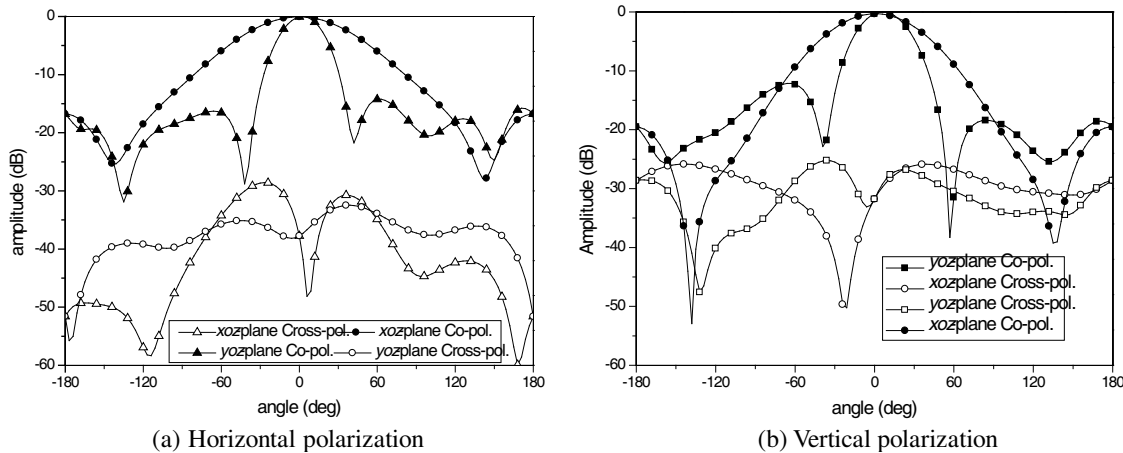 0
-10
-20
-30
-40
-50
-60
amplitude (dB)
-180 -120 -60 0 60 120 180
angle (deg)
xozplane Cross-pol. xozplane Co-pol.
yozplane Co-pol. yozplane Cross-pol.
(a) Horizontal polarization
0
-10
-20
-30
-40
-50
-60
Amplitude (dB)
-180 -120 -60 0 60 120 180
angle (deg)
yozplane Co-pol.
xozplane Cross-pol.
yozplane Cross-pol.
xozplane Co-pol.
(b) Vertical polarization